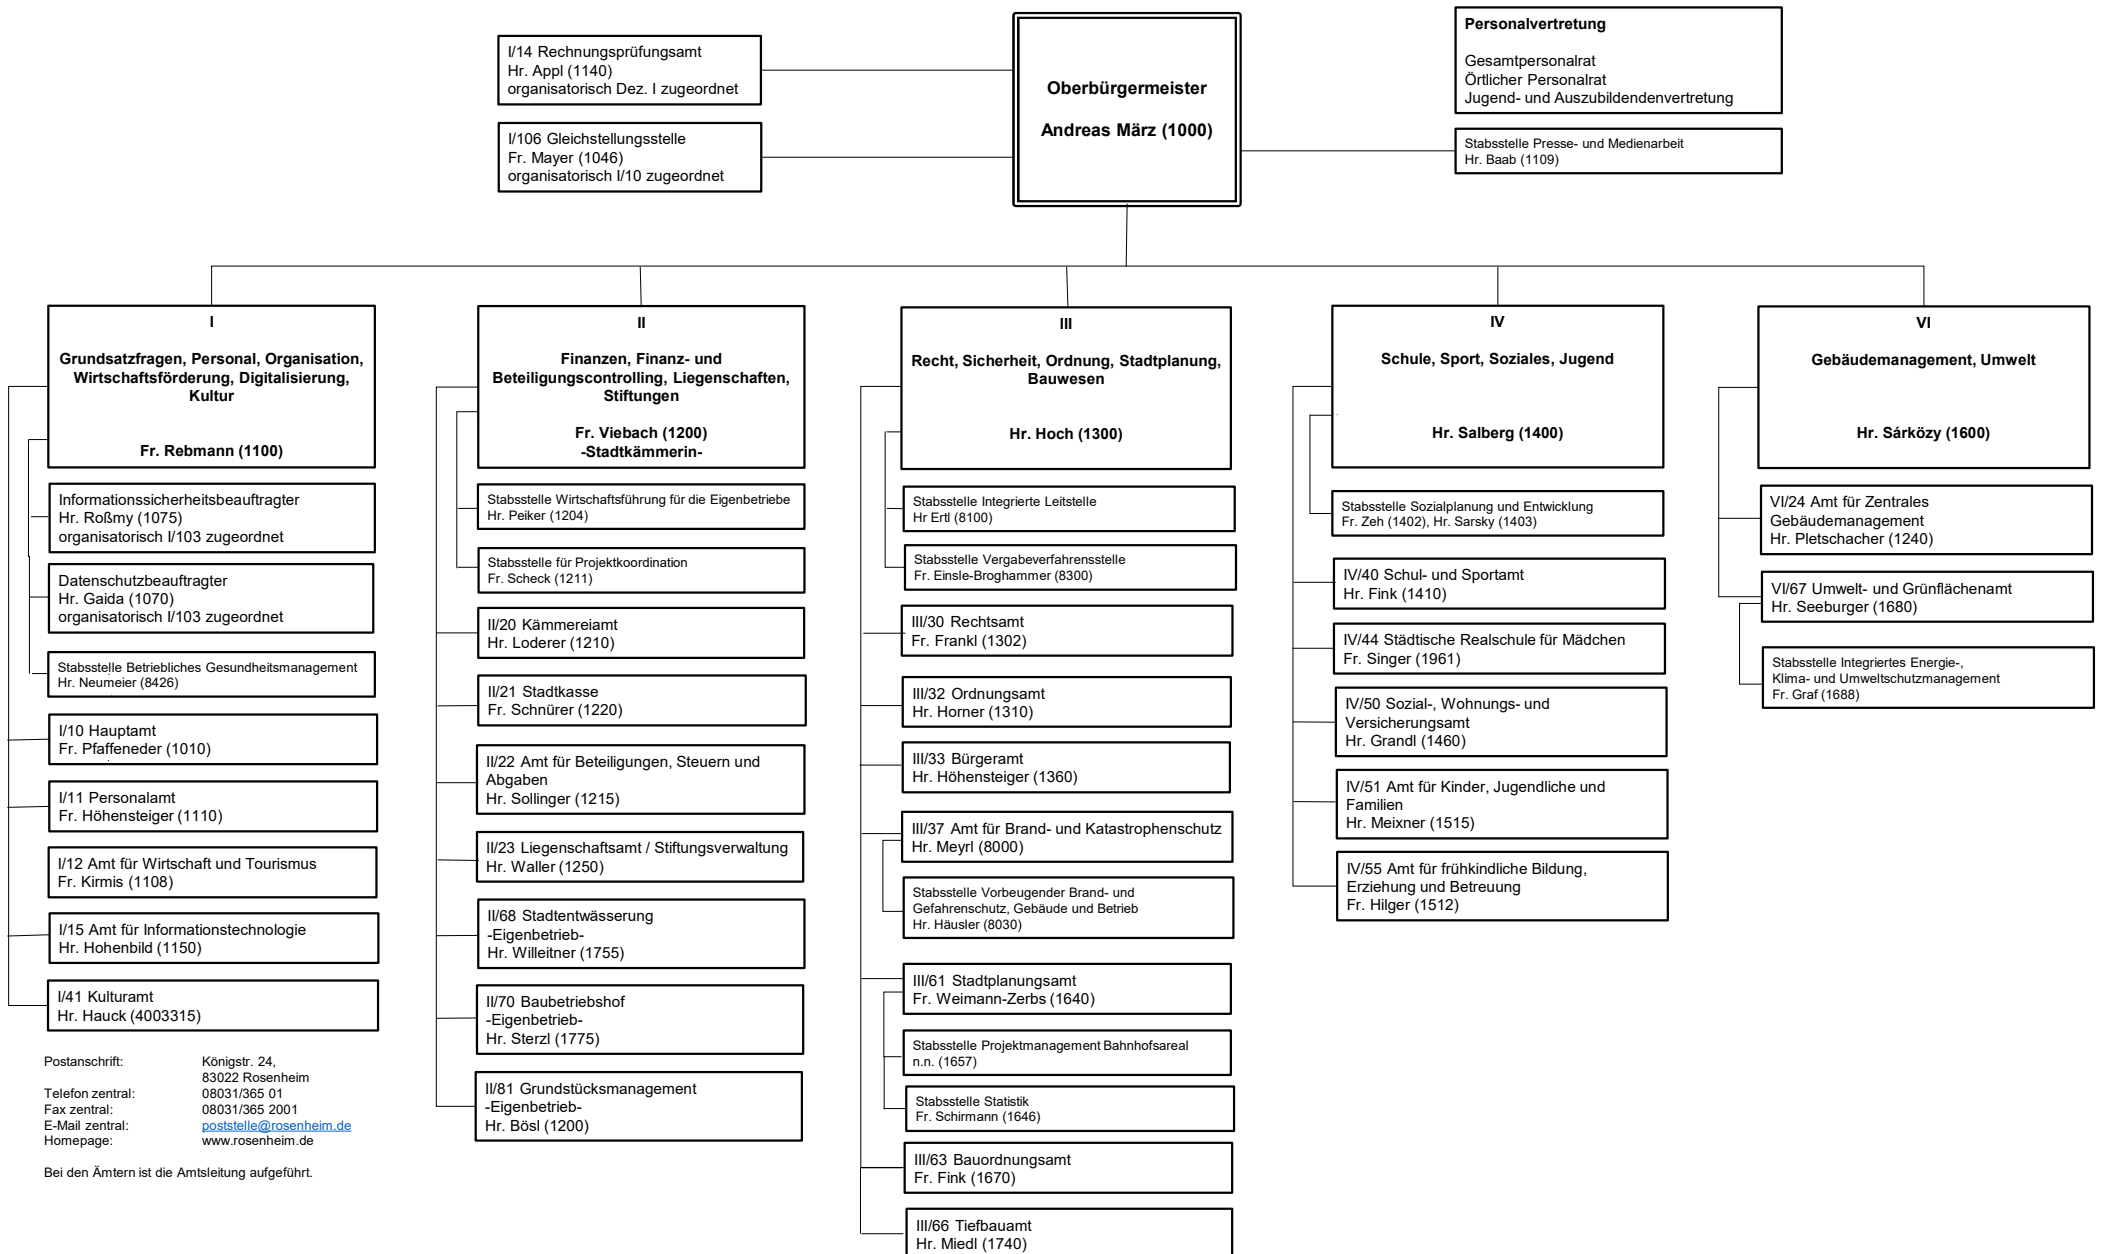 I/14 Rechnungsprüfungsamt
Hr. Appl (1140)
organisatorisch Dez. I zugeordnet
I/106 Gleichstellungsstelle
Fr. Mayer (1046)
organisatorisch I/10 zugeordnet
Oberbürgermeister
Andreas März (1000)
Personalvertretung
Gesamtpersonalrat
Örtlicher Personalrat
Jugend- und Auszubildendenvertretung
Stabsstelle Presse- und Medienarbeit
Hr. Baab (1109)
I
Grundsatzfragen, Personal, Organisation,
Wirtschaftsförderung, Digitalisierung,
Kultur
Fr. Rebmann (1100)
Informationssicherheitsbeauftragter
Hr. Roßmy (1075)
organisatorisch I/103 zugeordnet
Datenschutzbeauftragter
Hr. Gaida (1070)
organisatorisch I/103 zugeordnet
Stabsstelle Betriebliches Gesundheitsmanagement
Hr. Neumeier (8426)
I/10 Hauptamt
Fr. Pfaffeneder (1010)
I/11 Personalamt
Fr. Höhensteiger (1110)
I/12 Amt für Wirtschaft und Tourismus
Fr. Kirmis (1108)
I/15 Amt für Informationstechnologie
Hr. Hohenbild (1150)
I/41 Kulturamt
Hr. Hauck (4003315)
II
Finanzen, Finanz- und
Beteiligungscontrolling, Liegenschaften,
Stiftungen
Fr. Viebach (1200)
-Stadtkämmerin-
Stabsstelle Wirtschaftsführung für die Eigenbetriebe
Hr. Peiker (1204)
Stabsstelle für Projektkoordination
Fr. Scheck (1211)
II/20 Kämmereiamt
Hr. Loderer (1210)
II/21 Stadtkasse
Fr. Schnürer (1220)
II/22 Amt für Beteiligungen, Steuern und
Abgaben
Hr. Sollinger (1215)
II/23 Liegenschaftsamt / Stiftungsverwaltung
Hr. Waller (1250)
II/68 Stadtentwässerung
-Eigenbetrieb-
Hr. Willeitner (1755)
II/70 Baubetriebshof
-Eigenbetrieb-
Hr. Sterzl (1775)
II/81 Grundstücksmanagement
-Eigenbetrieb-
Hr. Bösl (1200)
III
Recht, Sicherheit, Ordnung, Stadtplanung,
Bauwesen
Hr. Hoch (1300)
Stabsstelle Integrierte Leitstelle
Hr Ertl (8100)
Stabsstelle Vergabeverfahrensstelle
Fr. Einsle-Broghammer (8300)
III/30 Rechtsamt
Fr. Frankl (1302)
III/32 Ordnungsamt
Hr. Horner (1310)
III/33 Bürgeramt
Hr. Höhensteiger (1360)
III/37 Amt für Brand- und Katastrophenschutz
Hr. Meyrl (8000)
Stabsstelle Vorbeugender Brand- und
Gefahrenschutz, Gebäude und Betrieb
Hr. Häusler (8030)
III/61 Stadtplanungsamt
Fr. Weimann-Zerbs (1640)
Stabsstelle Projektmanagement Bahnhofsareal
n.n. (1657)
Stabsstelle Statistik
Fr. Schirmann (1646)
III/63 Bauordnungsamt
Fr. Fink (1670)
III/66 Tiefbauamt
Hr. Miedl (1740)
IV
Schule, Sport, Soziales, Jugend
Hr. Salberg (1400)
Stabsstelle Sozialplanung und Entwicklung
Fr. Zeh (1402), Hr. Sarsky (1403)
IV/40 Schul- und Sportamt
Hr. Fink (1410)
IV/44 Städtische Realschule für Mädchen
Fr. Singer (1961)
IV/50 Sozial-, Wohnungs- und
Versicherungsamt
Hr. Grandl (1460)
IV/51 Amt für Kinder, Jugendliche und
Familien
Hr. Meixner (1515)
IV/55 Amt für frühkindliche Bildung,
Erziehung und Betreuung
Fr. Hilger (1512)
VI
Gebäudemanagement, Umwelt
Hr. Sárközy (1600)
VI/24 Amt für Zentrales
Gebäudemanagement
Hr. Pletschacher (1240)
VI/67 Umwelt- und Grünflächenamt
Hr. Seeburger (1680)
Stabsstelle Integriertes Energie-,
Klima- und Umweltschutzmanagement
Fr. Graf (1688)
Postanschrift: Königstr. 24,
83022 Rosenheim
Telefon zentral: 08031/365 01
Fax zentral: 08031/365 2001
E-Mail zentral: poststelle@rosenheim.de
Homepage: www.rosenheim.de
Bei den Ämtern ist die Amtsleitung aufgeführt.